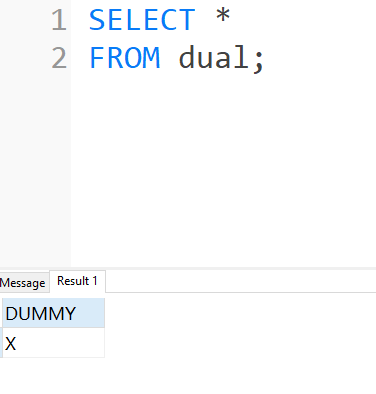 1 SELECT *
2 FROM dual;
Message Result 1
DUMMY
X